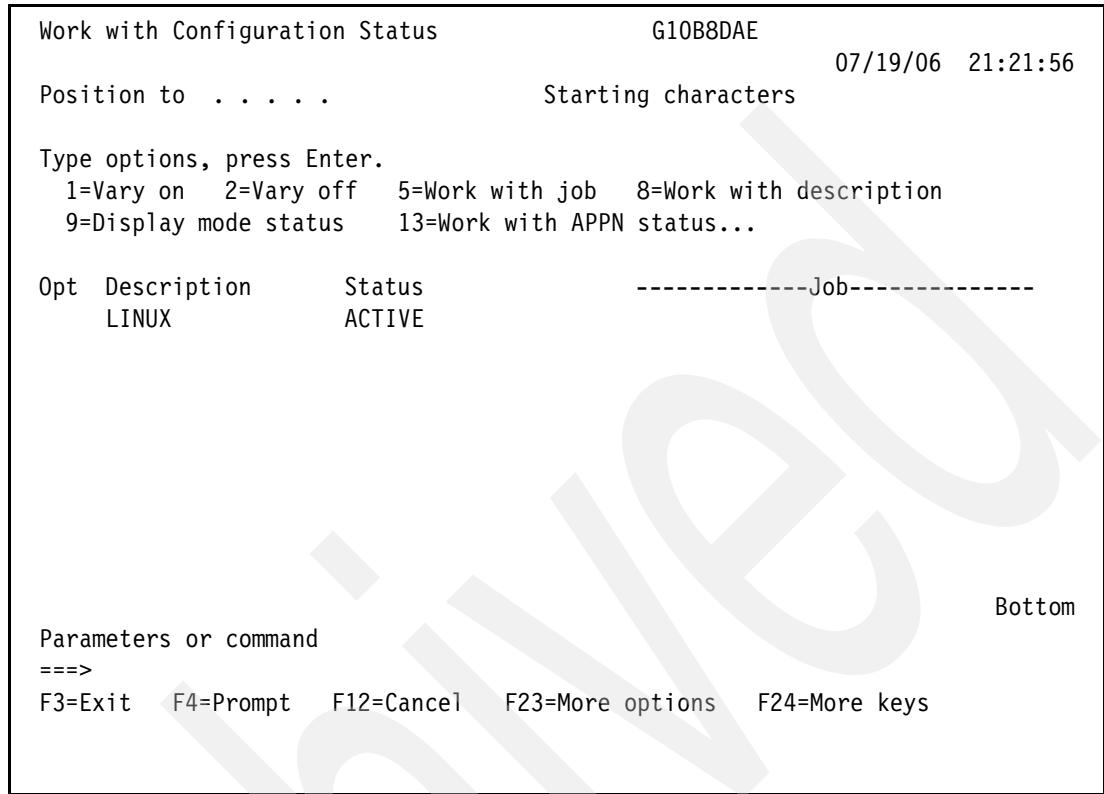 Work with Configuration Status G10B8DAE
07/19/06 21:21:56
Position to . . . . . Starting characters
Type options, press Enter.
1=Vary on 2=Vary off 5=Work with job 8=Work with description
9=Display mode status 13=Work with APPN status...
Opt Description Status -------------Job--------------
LINUX ACTIVE
Bottom
Parameters or command
===>
F3=Exit F4=Prompt F12=Cancel F23=More options F24=More keys
hived